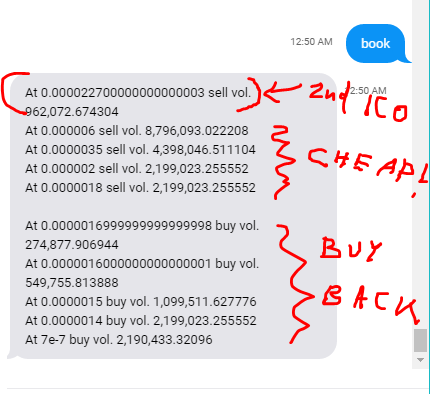 12:50 AM
book
12:50 AM
At 0.000022700000000000003 sell vol.
962,072.674304
At 0.000006 sell vol. 8,796,093.022208
At 0.0000035 sell vol. 4,398,046.511104
At 0.000002 sell vol. 2,199,023.255552
At 0.0000018 sell vol. 2,199,023.255552
2nd ICO
CHEAP!
At 0.0000016999999999999998 buy vol.
274,877.906944
At 0.0000016000000000000001 buy vol.
549,755.813888
At 0.0000015 buy vol. 1,099,511.627776
At 0.0000014 buy vol. 2,199,023.255552
At 7e-7 buy vol. 2,190,433.32096
BUY
BACK